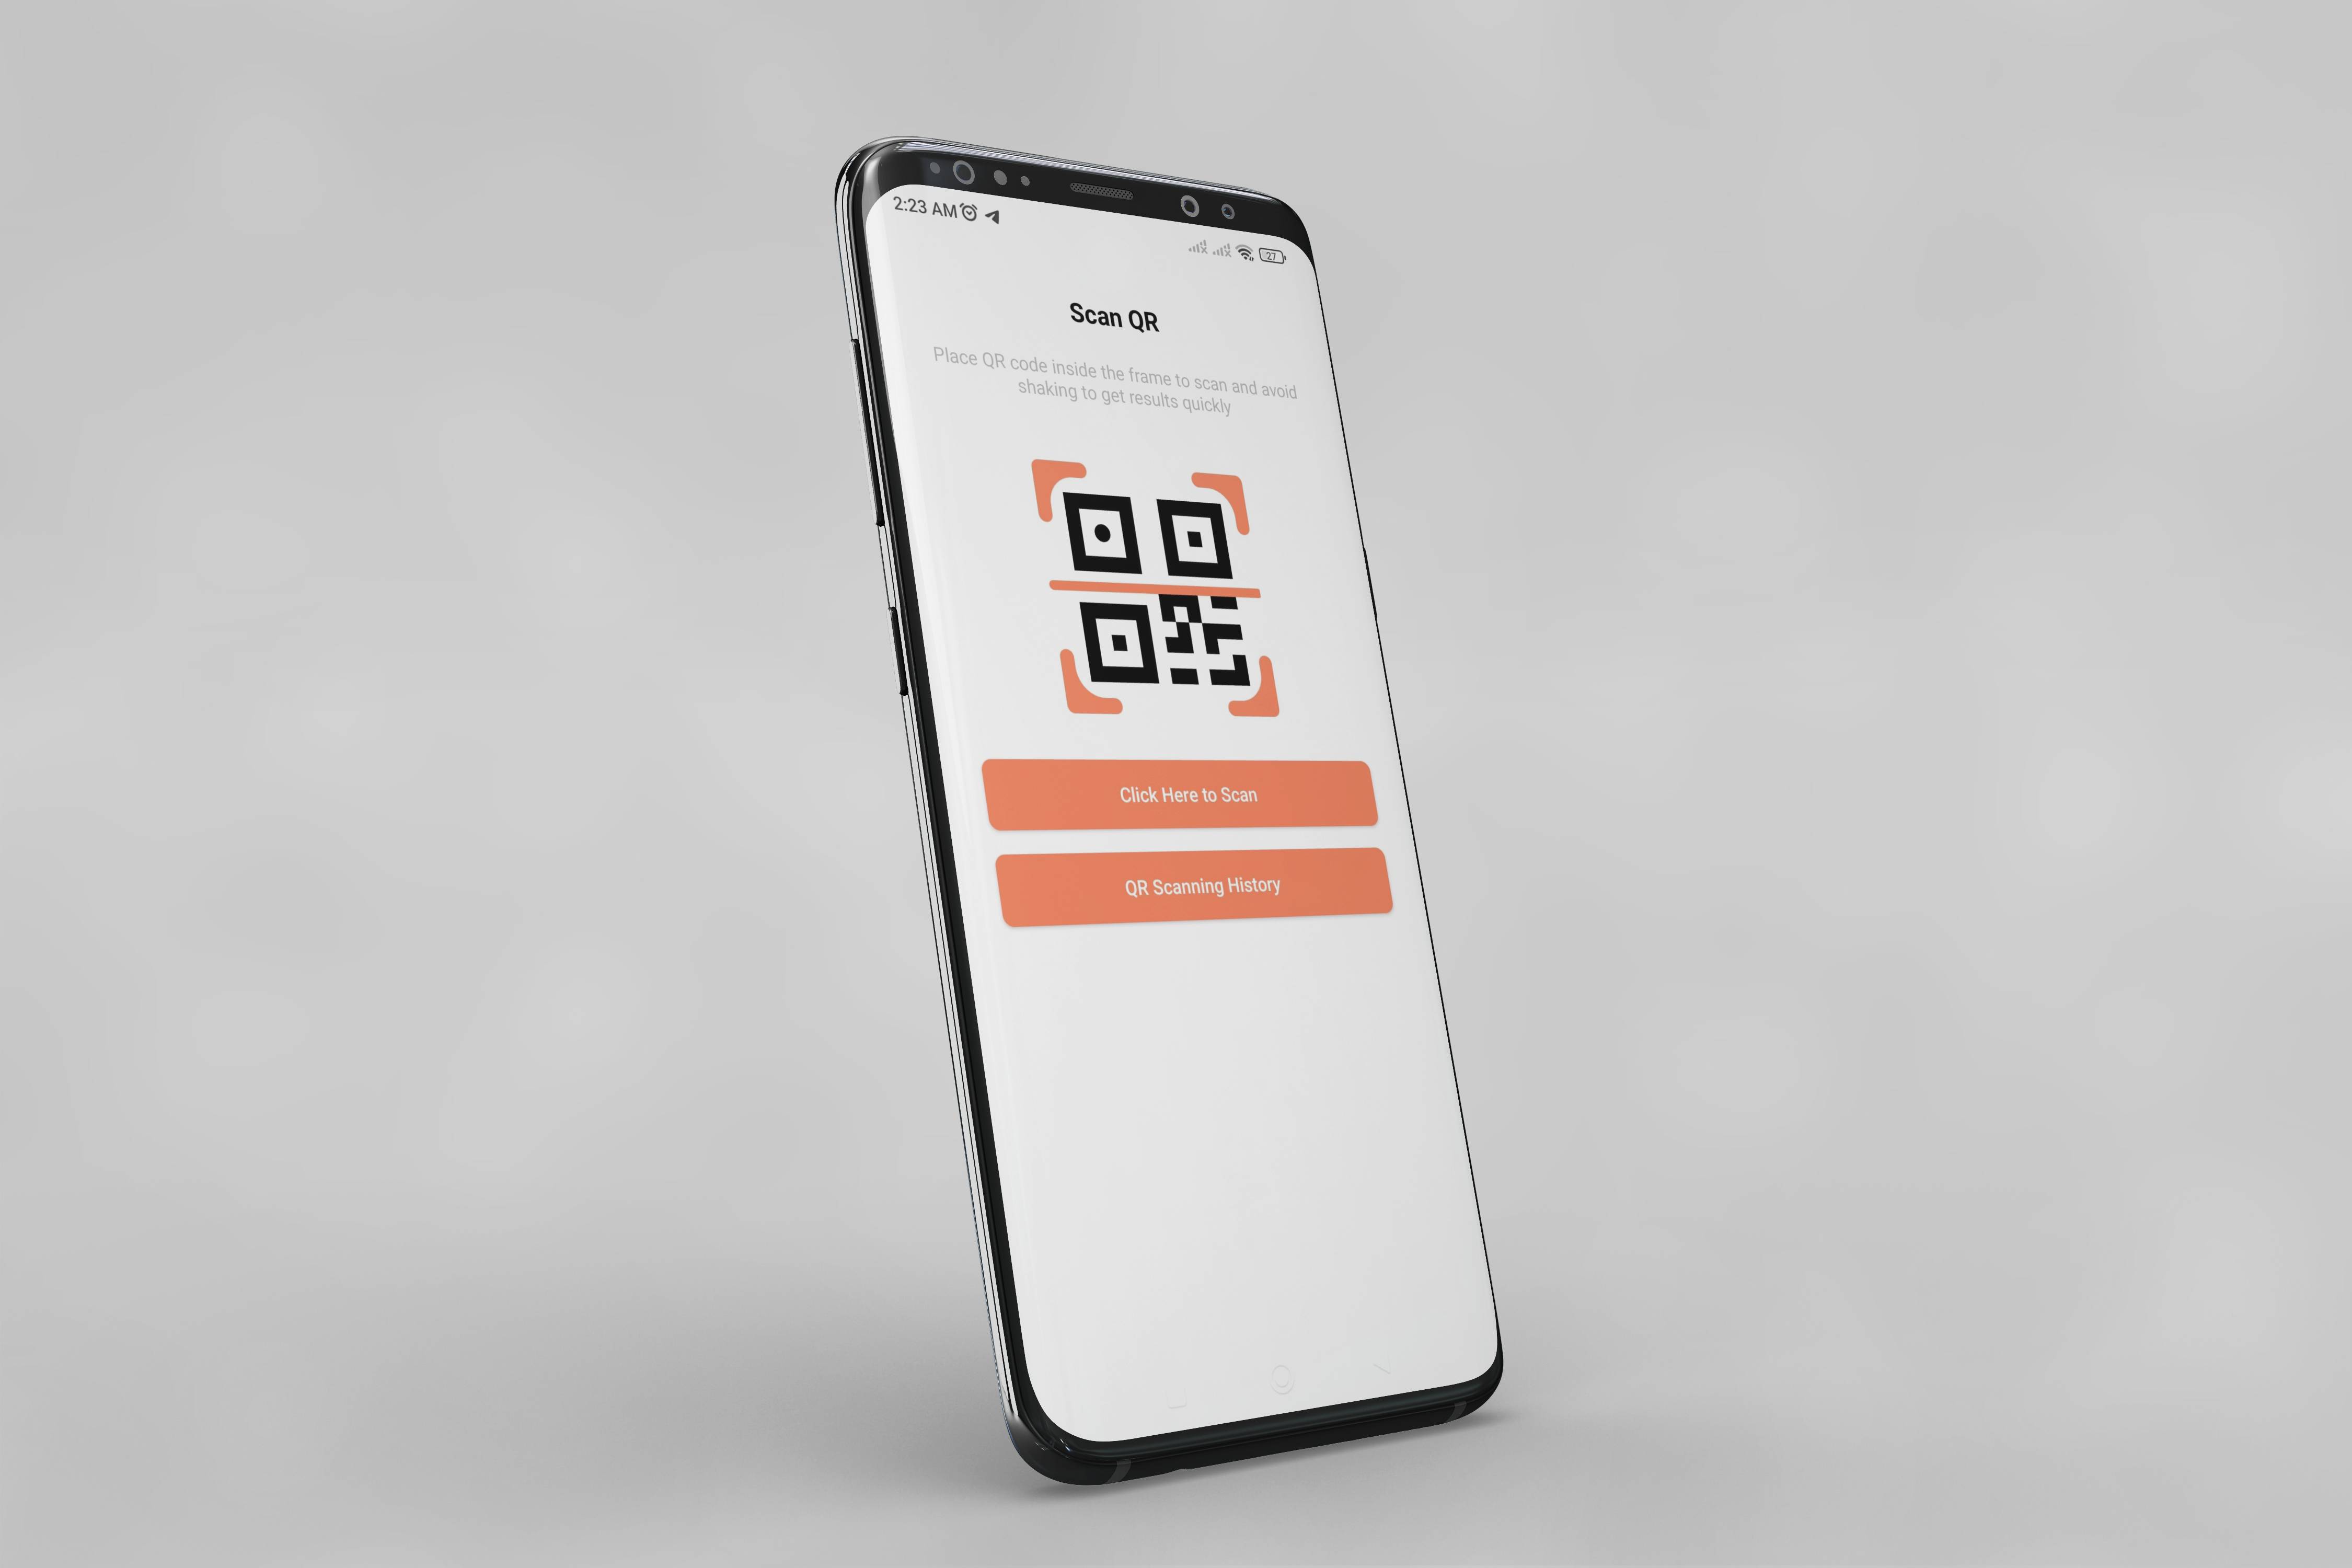 2:23 AM
27
Scan QR
Place QR code inside the frame to scan and avoid
shaking to get results quickly
Click Here to Scan
QR Scanning History